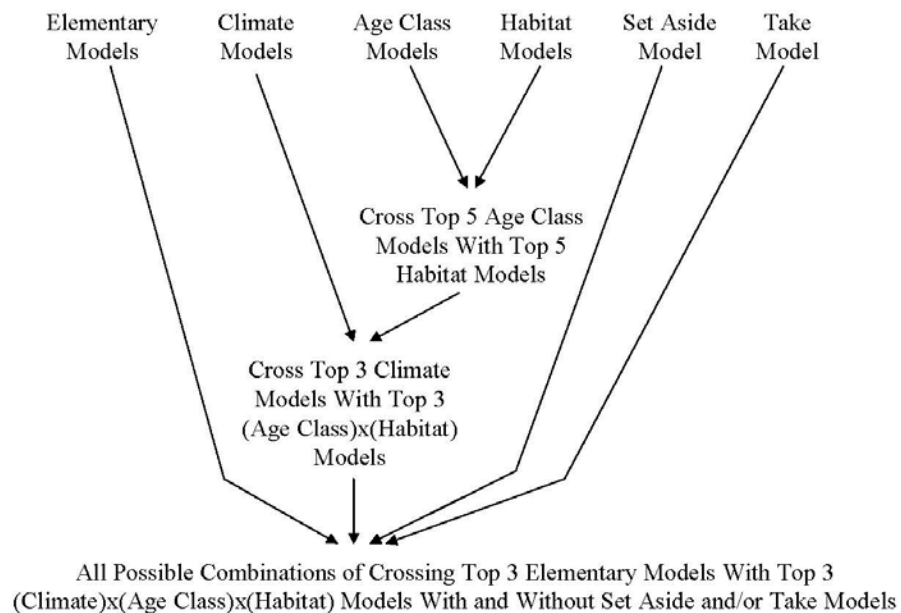 Elementary
Models
Climate
Models
Age Class
Models
Habitat
Models
Set Aside
Model
Take
Model
Cross Top 5 Age Class
Models With Top 5
Habitat Models
Cross Top 3 Climate
Models With Top 3
(Age Class)x(Habitat)
Models
All Possible Combinations of Crossing Top 3 Elementary Models With Top 3
(Climate)x(Age Class)x(Habitat) Models With and Without Set Aside and/or Take Models